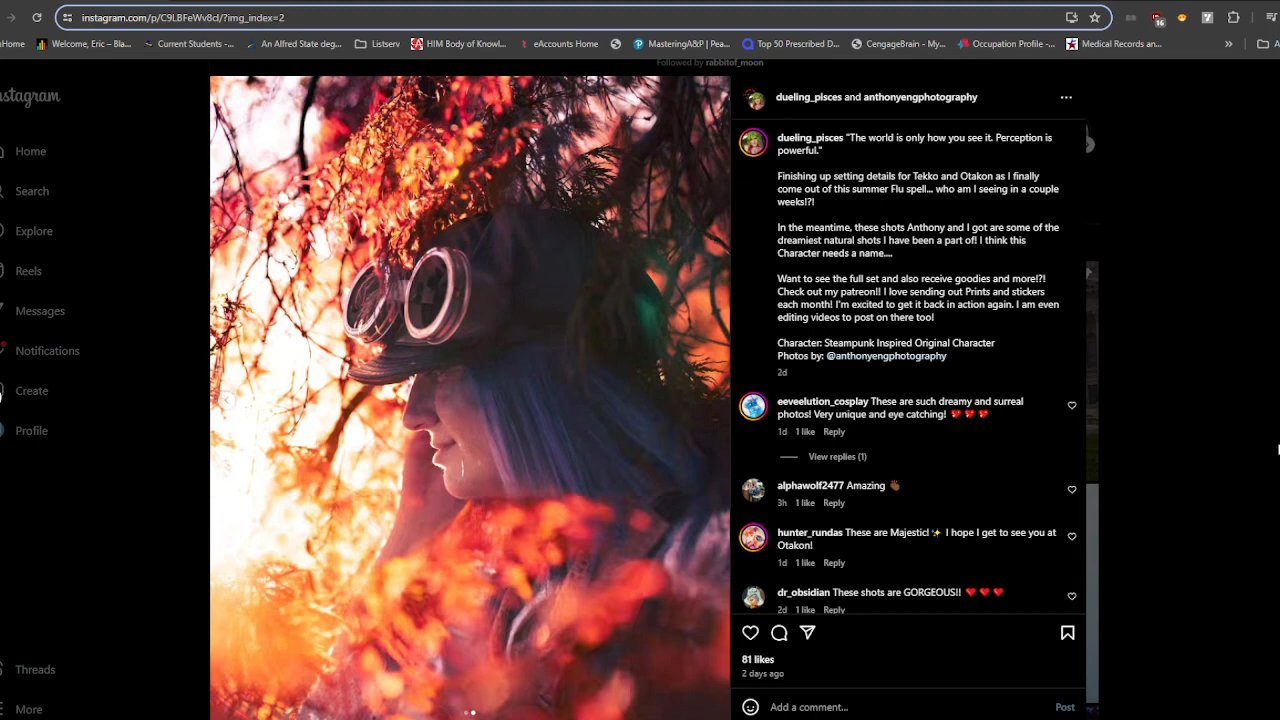 instagram.com/p/C9LBFeWv8cl/?img_index=2
16
Home
Welcome, Eric – Bla...
Current Students -...
An Alfred State deg...
Listserv
HIM Body of Knowl...
eAccounts Home
MasteringA&P | Pea...
Top 50 Prescribed D...
CengageBrain - My...
Occupation Profile -...
Medical Records an...
»
A
Followed by rabbitof_moon
nstagram
Home
Search
Explore
Reels
Messages
Notifications
Create
Profile
Threads
More
dueling_pisces and anthonyengphotography
dueling_pisces "The world is only how you see it. Perception is
powerful."
Finishing up setting details for Tekko and Otakon as I finally
come out of this summer Flu spell... who am I seeing in a couple
weeks!?!
In the meantime, these shots Anthony and I got are some of the
dreamiest natural shots I have been a part of! I think this
Character needs a name....
Want to see the full set and also receive goodies and more!?!
Check out my patreon!! I love sending out Prints and stickers
each month! I'm excited to get it back in action again. I am even
editing videos to post on there too!
Character: Steampunk Inspired Original Character
Photos by: @anthonyengphotography
2d
eeveelution_cosplay These are such dreamy and surreal
photos! Very unique and eye catching! 💖💖💖
1d 1 like Reply
View replies (1)
alphawolf2477 Amazing 👏🏾
3h 1 like Reply
hunter_rundas These are Majestic! ✨ I hope I get to see you at
Otakon!
1d 1 like Reply
dr_obsidian These shots are GORGEOUS!! ❤️❤️❤️
2d 1 like Reply
81 likes
2 days ago
Add a comment...
Post